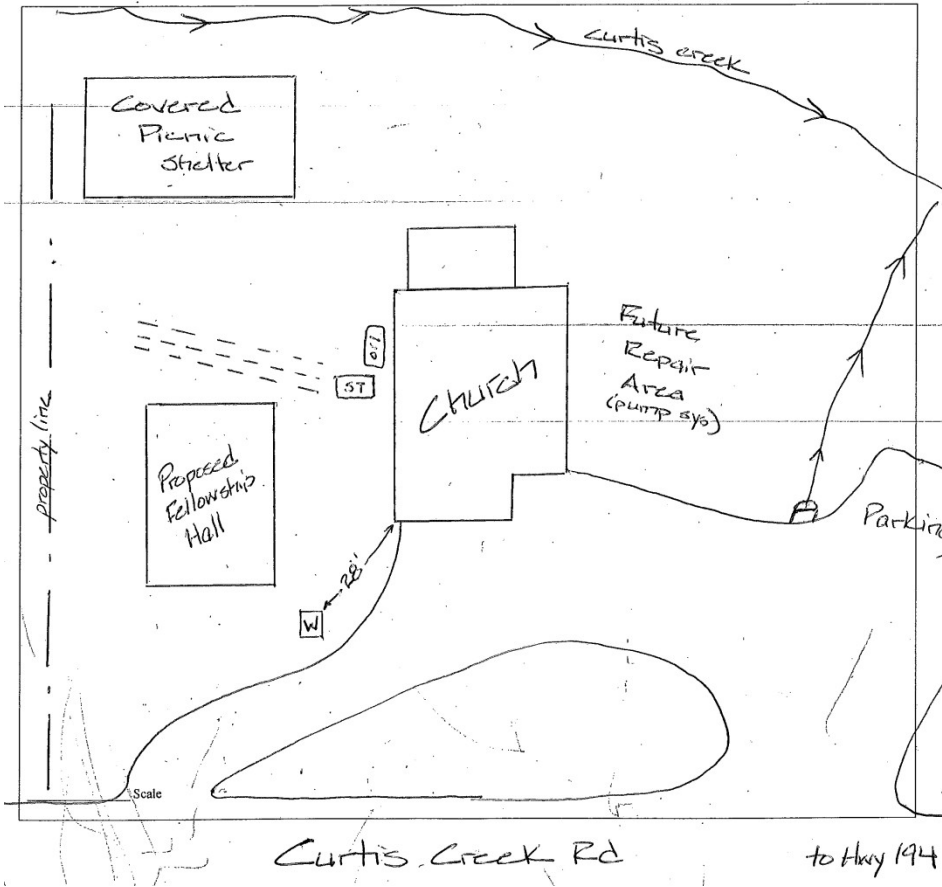 Curtis creek
Covered
Picnic
Shelter
Future
Repair
Area
(pump sys)
ST
Church
property line
Proposed
Fellowship
Hall
Parking
28'
W
Scale
Curtis Creek Rd
to Hwy 194